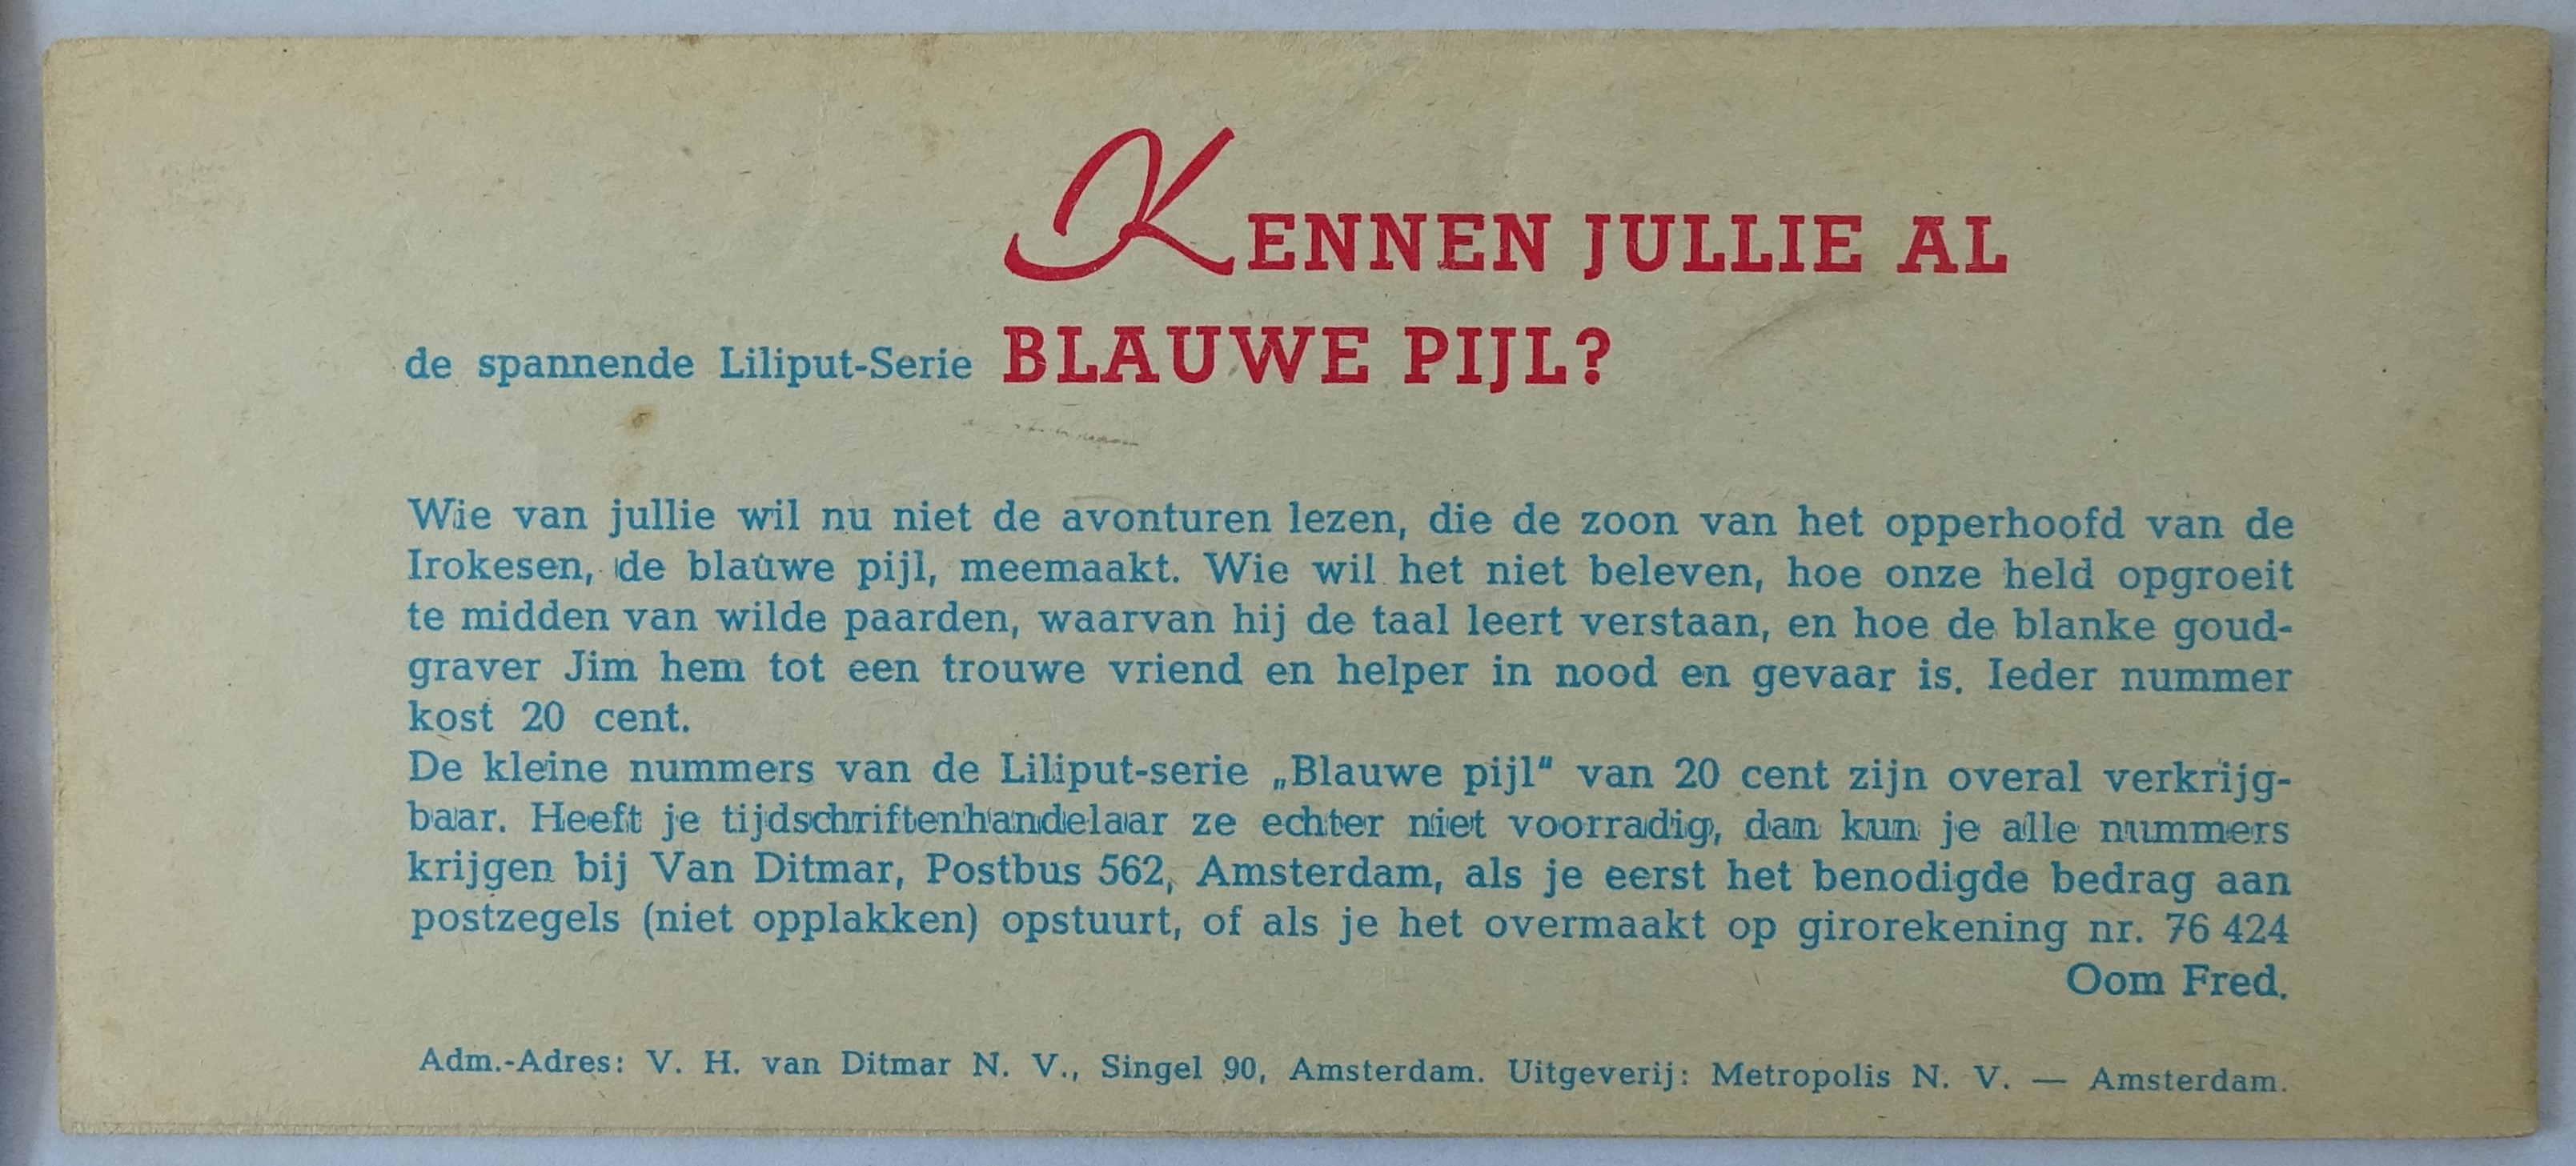 KENNEN JULLIE AL
de spannende Liliput-Serie BLAUWE PIJL?
Wie van jullie wil nu niet de avonturen lezen, die de zoon van het opperhoofd van de
Irokesen, de blauwe pijl, meemaakt. Wie wil het niet beleven, hoe onze held opgroeit
te midden van wilde paarden, waarvan hij de taal leert verstaan, en hoe de blanke goud-
graver Jim hem tot een trouwe vriend en helper in nood en gevaar is. Ieder nummer
kost 20 cent.
De kleine nummers van de Liliput-serie „Blauwe pijl“ van 20 cent zijn overal verkrijg-
baar. Heeft je tijdschriftenhandelaar ze echter niet voorradig, dan kun je alle nummers
krijgen bij Van Ditmar, Postbus 562, Amsterdam, als je eerst het benodigde bedrag aan
postzegels (niet opplakken) opstuurt, of als je het overmaakt op girorekening nr. 76 424
Oom Fred.
Adm.-Adres: V. H. van Ditmar N. V., Singel 90, Amsterdam. Uitgeverij: Metropolis N. V. — Amsterdam.